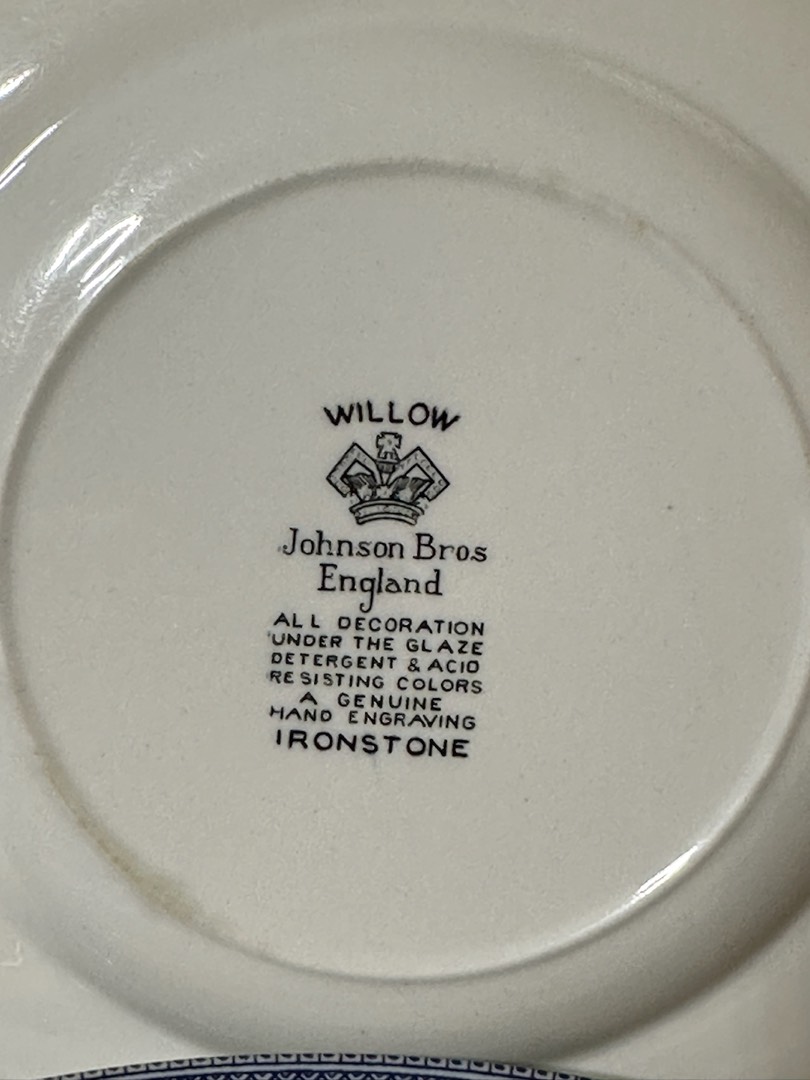 WILLOW
Johnson Bros
England
ALL DECORATION
UNDER THE GLAZE
DETERGENT & ACID
RESISTING COLORS
A GENUINE
HAND ENGRAVING
IRONSTONE